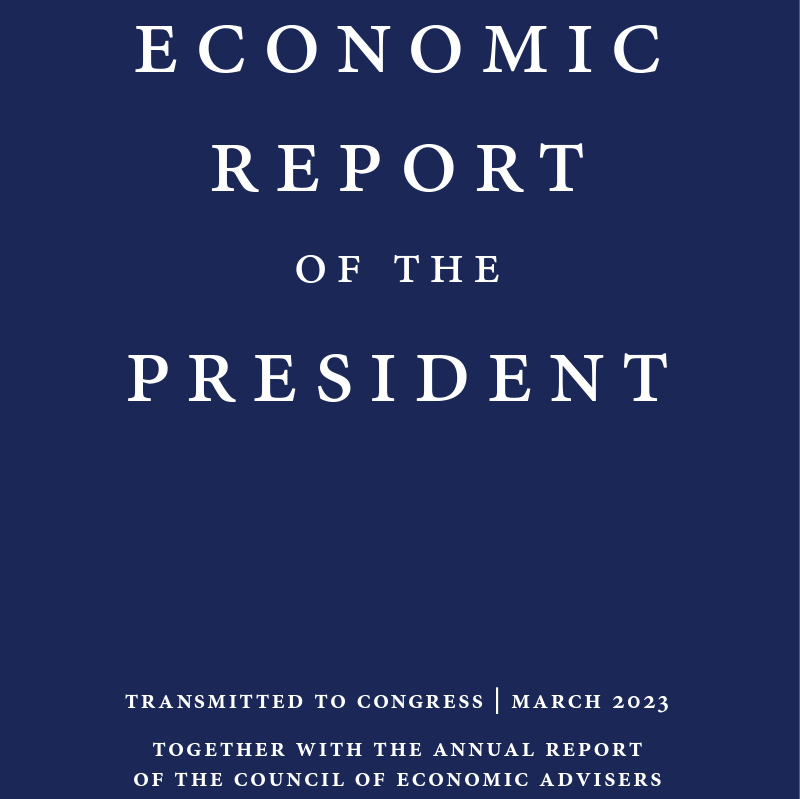 ECONOMIC
REPORT
OF THE
PRESIDENT
TRANSMITTED TO CONGRESS | MARCH 2023
TOGETHER WITH THE ANNUAL REPORT
OF THE COUNCIL OF ECONOMIC ADVISERS